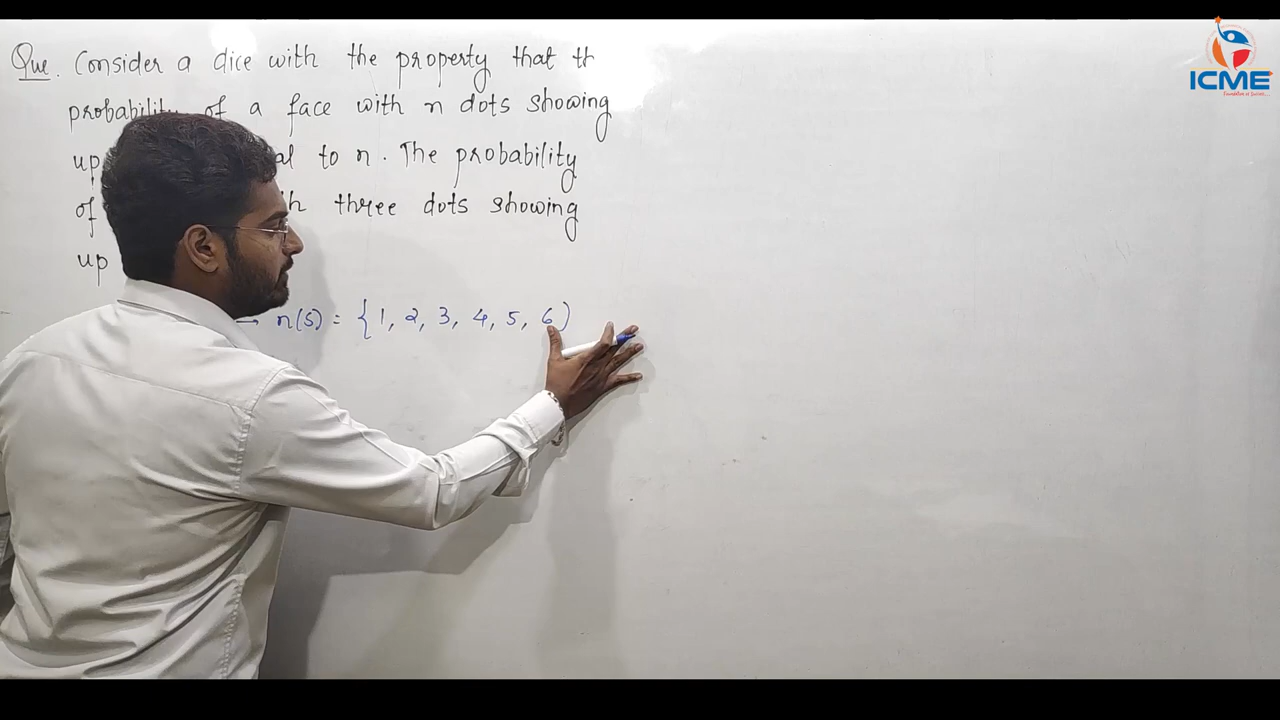 Que. Consider a dice with the property that th
probability of a face with n dots showing
up al to n. The probability
of h three dots showing
up
→ n(S) = {1, 2, 3, 4, 5, 6}
ICME